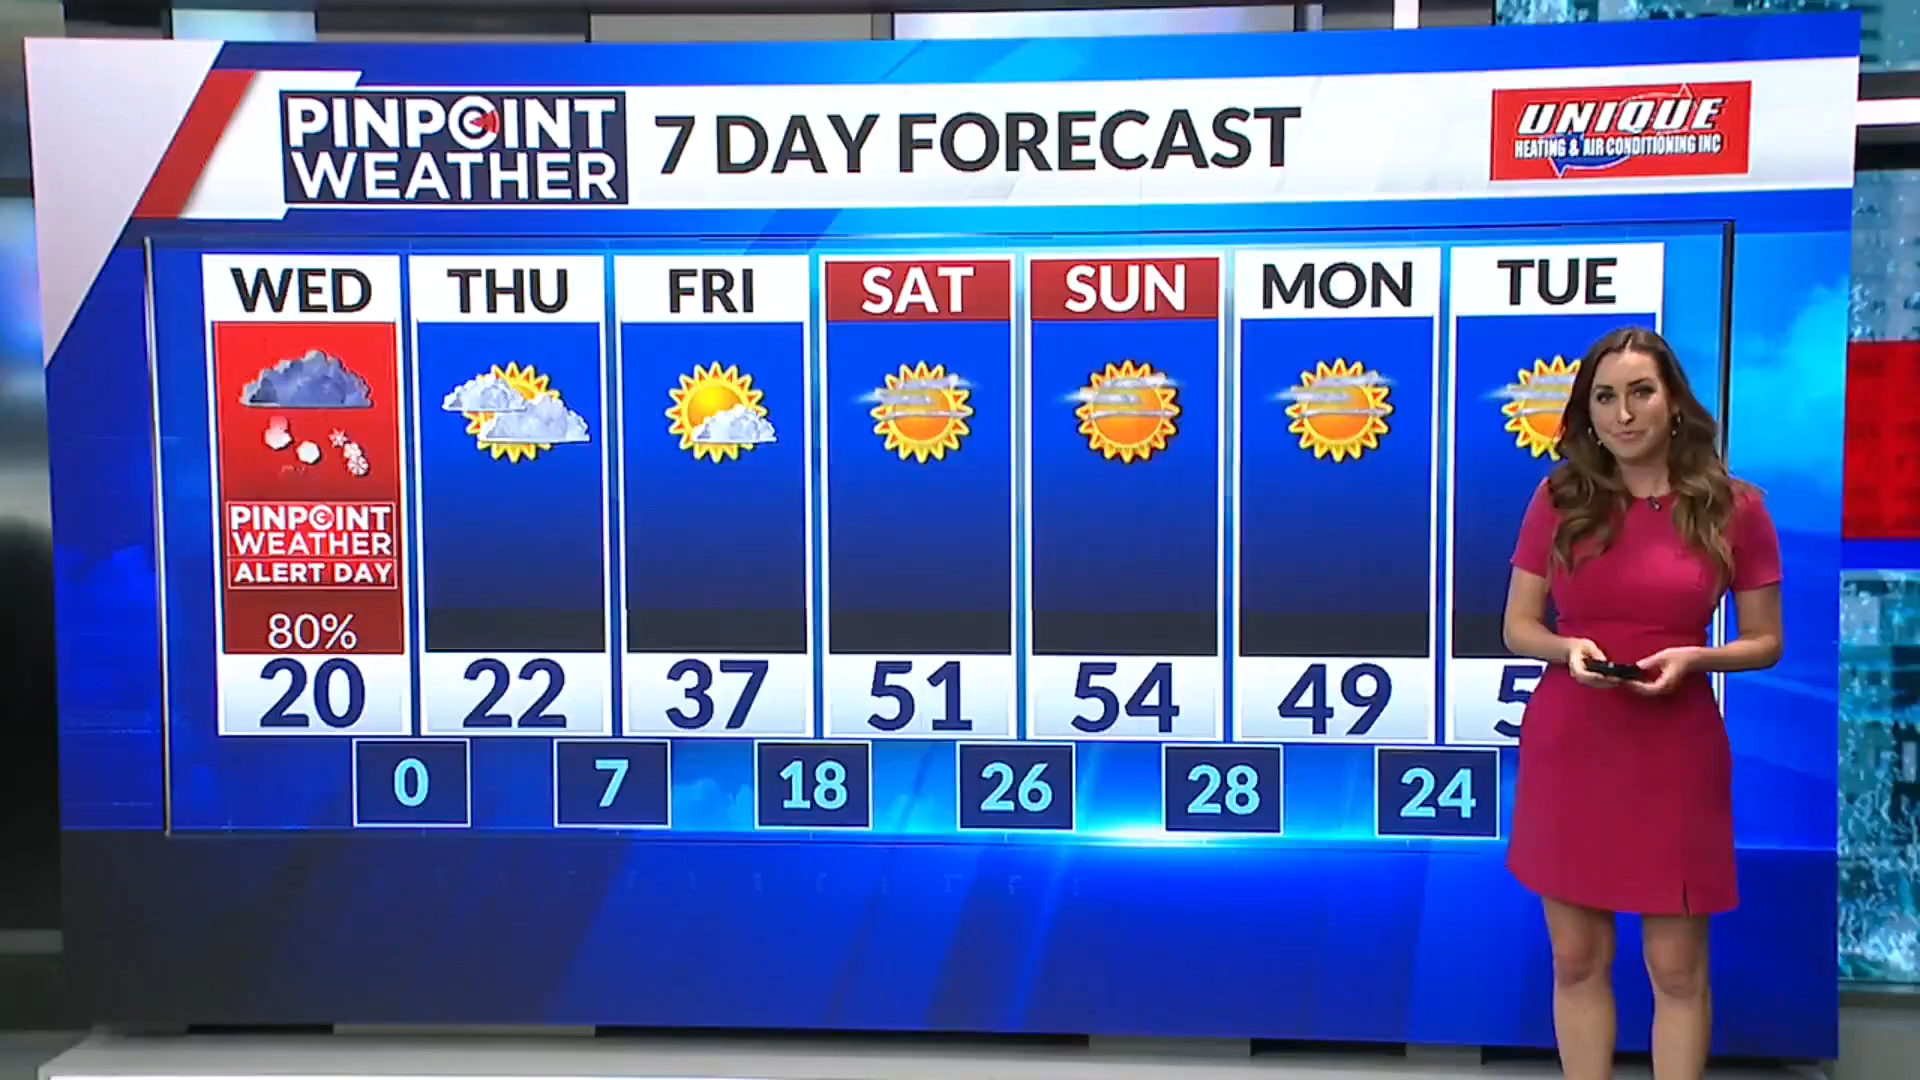 PINPOINT
WEATHER
7 DAY FORECAST
UNIQUE
HEATING & AIR CONDITIONING INC
WED THU FRI SAT SUN MON TUE
PINPOINT
WEATHER
ALERT DAY
80%
20 22 37 51 54 49
0 7 18 26 28 24